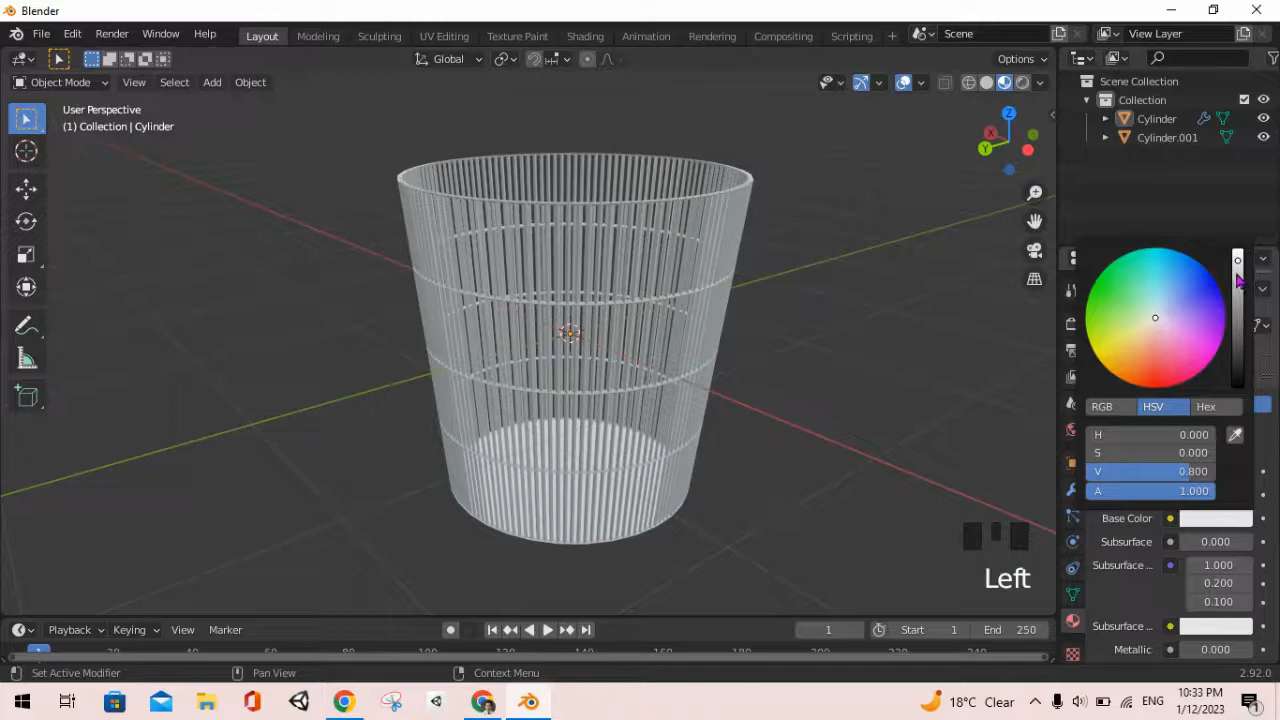 Blender
File Edit Render Window Help Layout Modeling Sculpting UV Editing Texture Paint Shading Animation Rendering Compositing Scripting + Scene View Layer
Global Options
Object Mode View Select Add Object
User Perspective
(1) Collection | Cylinder
Scene Collection
Collection
Cylinder
Cylinder.001
Z
X
Y
RGB HSV Hex
H 0.000
S 0.000
V 0.800
A 1.000
Base Color
Subsurface 0.000
Subsurface ... 1.000
0.200
0.100
Subsurface ...
Metallic 0.000
Left
Playback Keying View Marker 1 Start 1 End 250
Set Active Modifier Pan View Context Menu 2.92.0
18°C Clear ENG 10:33 PM
1/12/2023